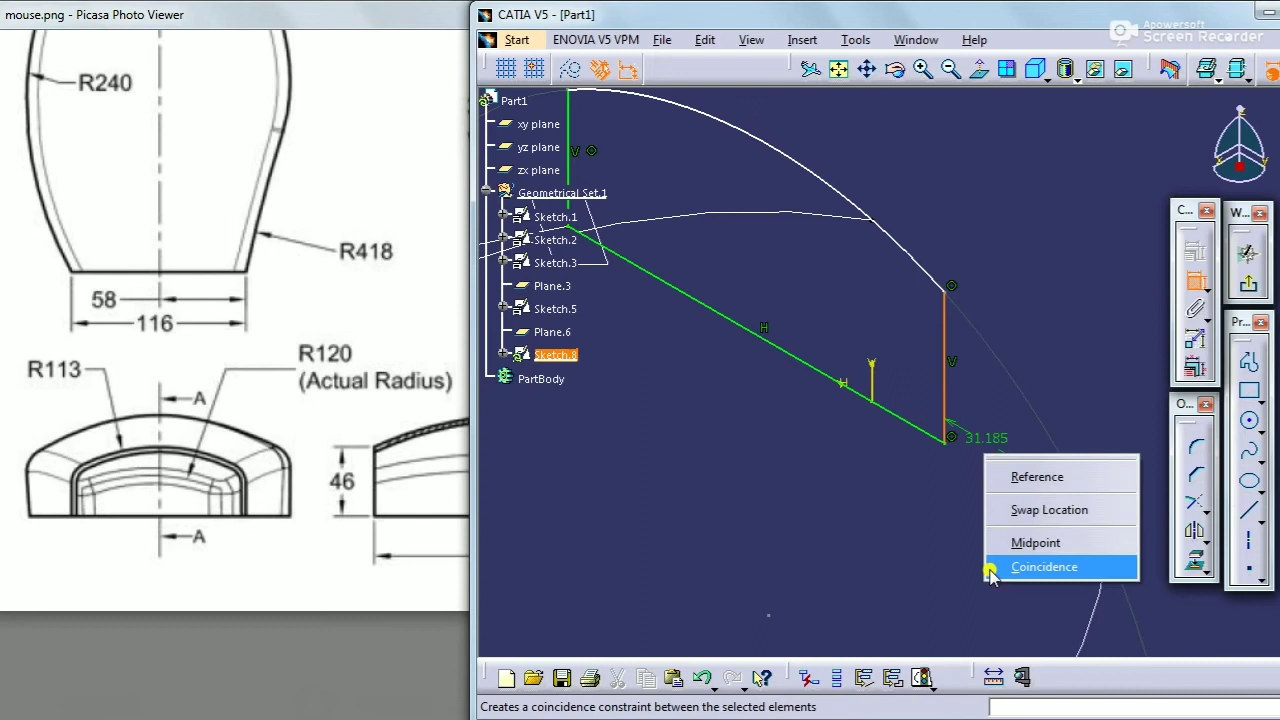 mouse.png - Picasa Photo Viewer
R240
R418
58
116
R113
R120
(Actual Radius)
A
46
A
CATIA V5 - [Part1]
Apowersoft
Screen Recorder
Start ENOVIA V5 VPM File Edit View Insert Tools Window Help
Part1
xy plane
yz plane
zx plane
Geometrical Set.1
Sketch.1
Sketch.2
Sketch.3
Plane.3
Sketch.5
Plane.6
Sketch.8
PartBody
V
H
H
V
Y
V
31.185
Reference
Swap Location
Midpoint
Coincidence
C...
W...
Pr...
O...
Creates a coincidence constraint between the selected elements